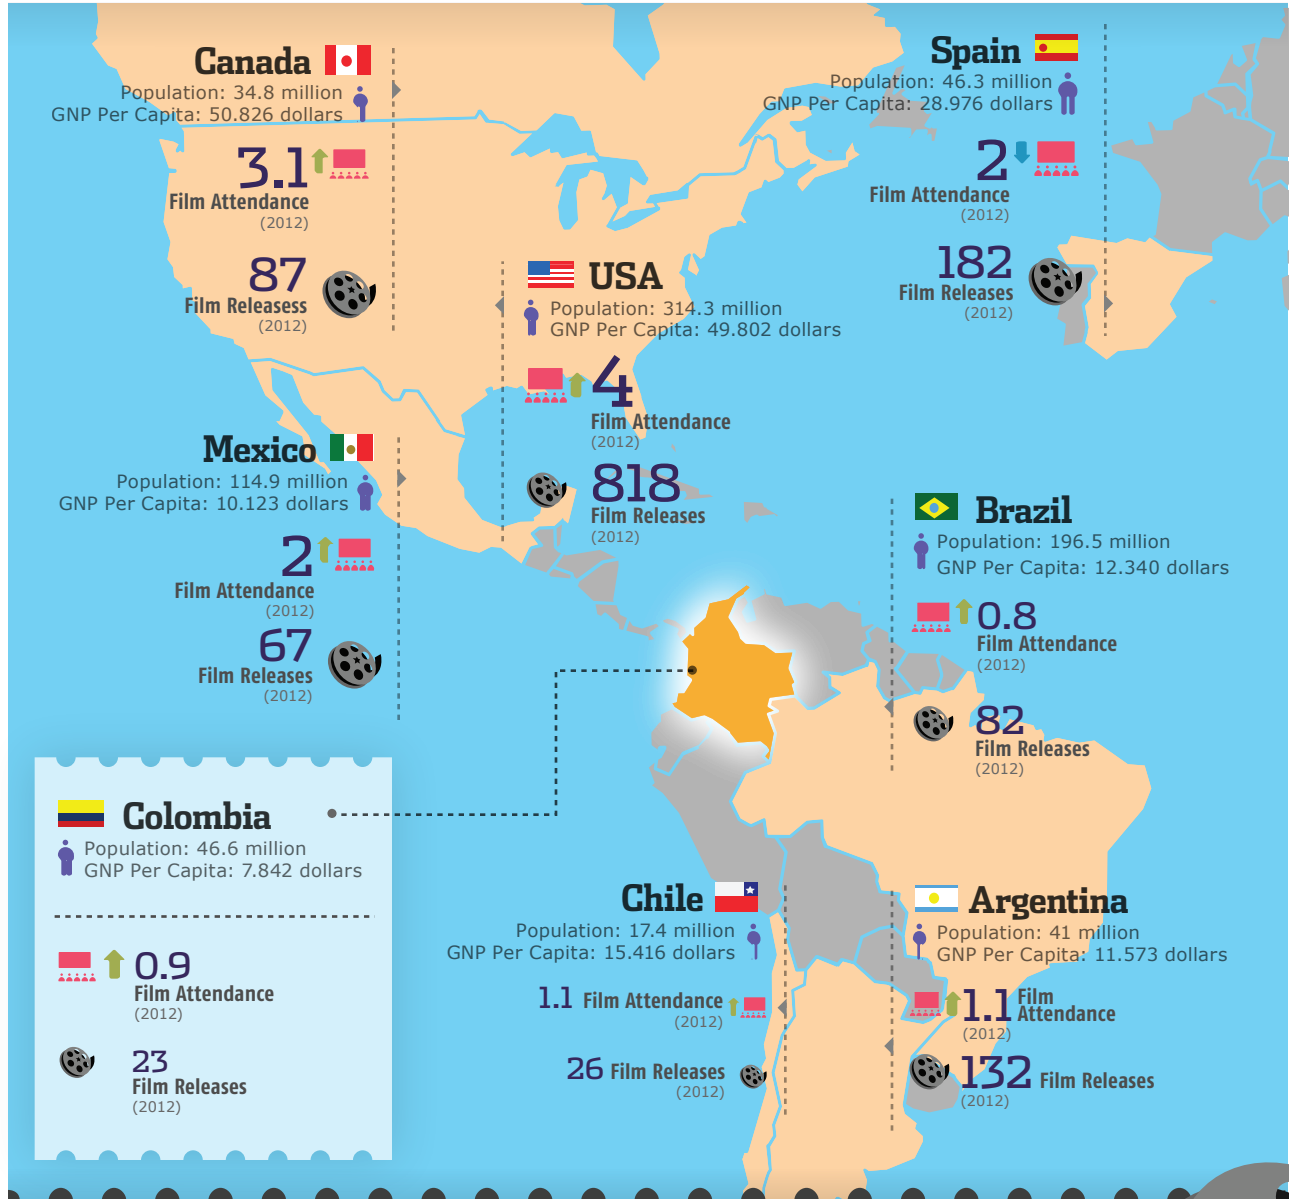 Canada
Population: 34.8 million
GNP Per Capita: 50.826 dollars
3.1
Film Attendance
(2012)
87
Film Releasess
(2012)
Spain
Population: 46.3 million
GNP Per Capita: 28.976 dollars
2
Film Attendance
(2012)
182
Film Releases
(2012)
USA
Population: 314.3 million
GNP Per Capita: 49.802 dollars
4
Film Attendance
(2012)
818
Film Releases
(2012)
Mexico
Population: 114.9 million
GNP Per Capita: 10.123 dollars
2
Film Attendance
(2012)
67
Film Releases
(2012)
Brazil
Population: 196.5 million
GNP Per Capita: 12.340 dollars
0.8
Film Attendance
(2012)
82
Film Releases
(2012)
Colombia
Population: 46.6 million
GNP Per Capita: 7.842 dollars
0.9
Film Attendance
(2012)
23
Film Releases
(2012)
Chile
Population: 17.4 million
GNP Per Capita: 15.416 dollars
1.1 Film Attendance
(2012)
26 Film Releases
(2012)
Argentina
Population: 41 million
GNP Per Capita: 11.573 dollars
1.1 Film
Attendance
(2012)
132 Film Releases
(2012)